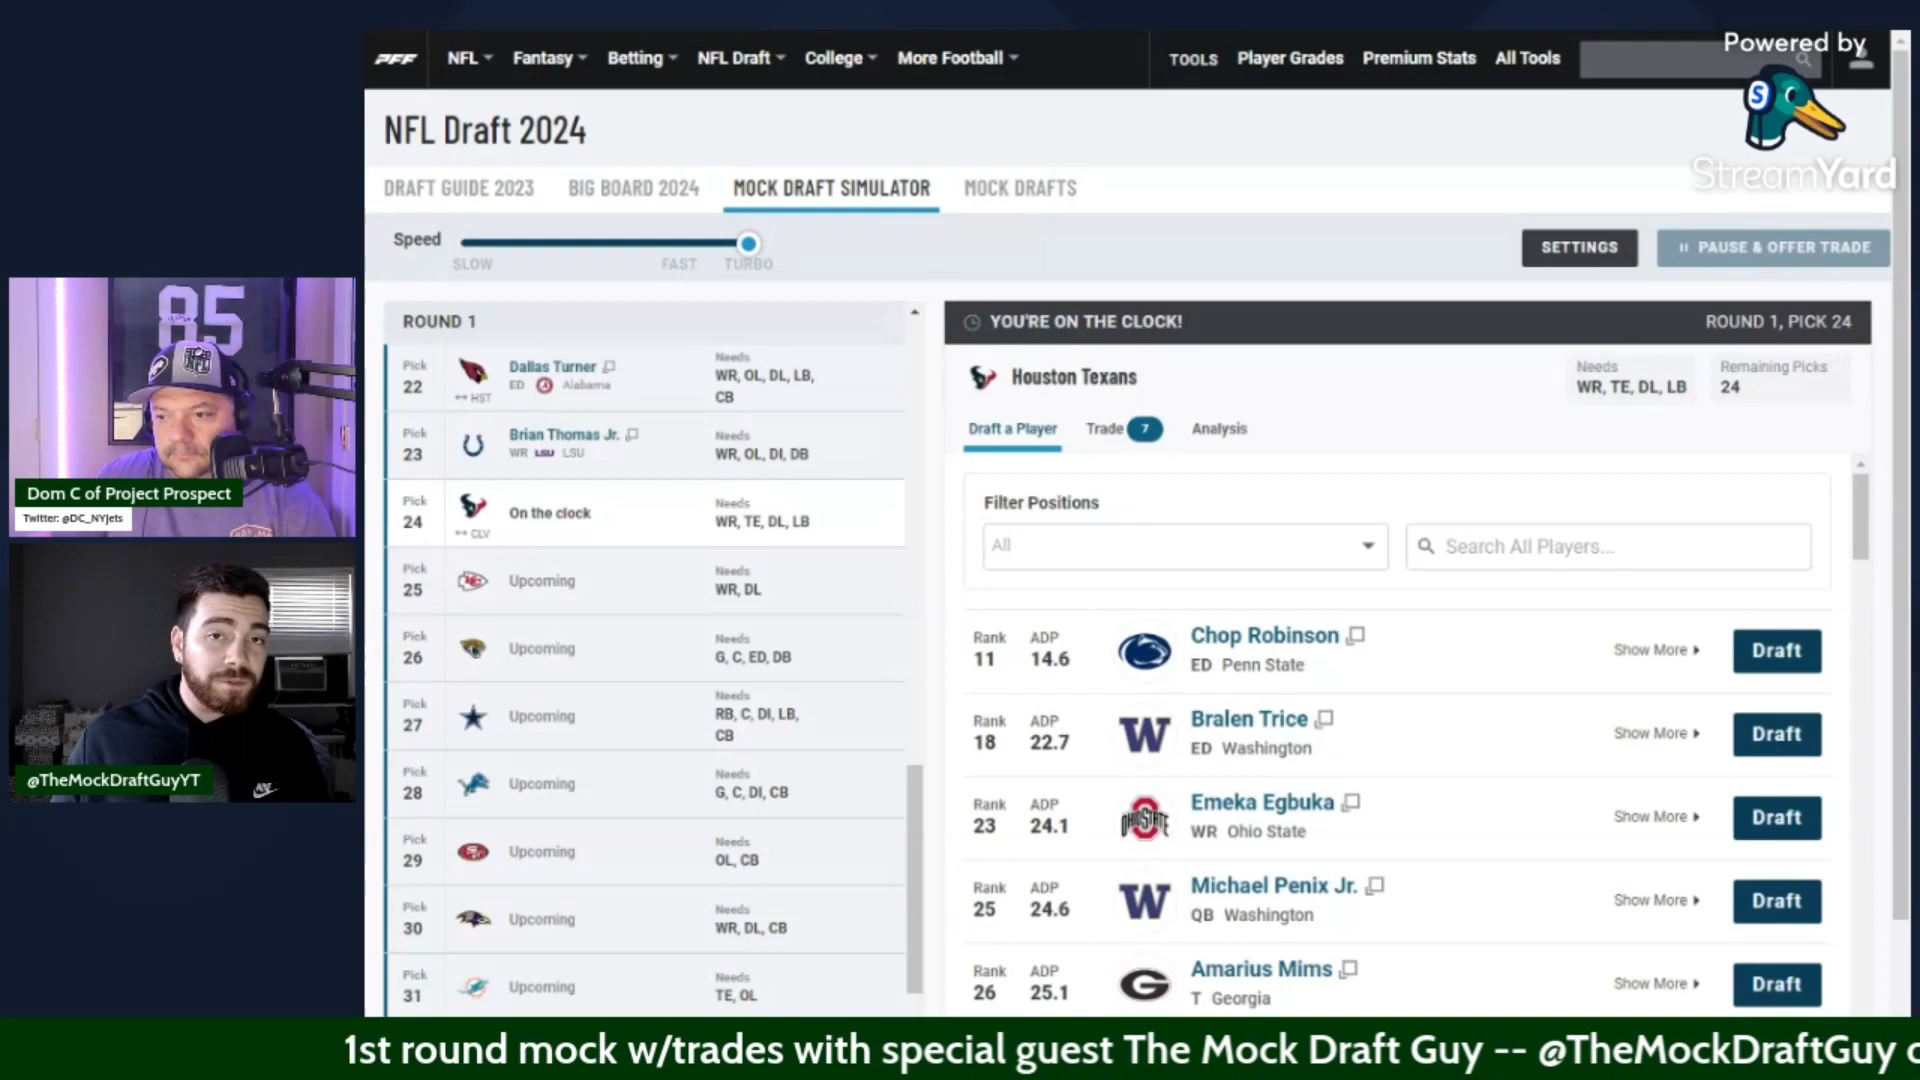 PFF
NFL
Fantasy
Betting
NFL Draft
College
More Football
TOOLS
Player Grades
Premium Stats
All Tools
Powered by
S
StreamYard
NFL Draft 2024
DRAFT GUIDE 2023
BIG BOARD 2024
MOCK DRAFT SIMULATOR
MOCK DRAFTS
Speed
SLOW
FAST
TURBO
SETTINGS
PAUSE & OFFER TRADE
85
NFL
Dom C of Project Prospect
Twitter: @DC_NYJets
@TheMockDraftGuyYT
ROUND 1
Pick
22
HST
Dallas Turner
ED Alabama
Needs
WR, OL, DL, LB,
CB
Pick
23
Brian Thomas Jr.
WR LSU LSU
Needs
WR, OL, DI, DB
Pick
24
CLV
On the clock
Needs
WR, TE, DL, LB
Pick
25
Upcoming
Needs
WR, DL
Pick
26
Upcoming
Needs
G, C, ED, DB
Pick
27
Upcoming
Needs
RB, C, DI, LB,
CB
Pick
28
Upcoming
Needs
G, C, DI, CB
Pick
29
Upcoming
Needs
OL, CB
Pick
30
Upcoming
Needs
WR, DL, CB
Pick
31
Upcoming
Needs
TE, OL
YOU'RE ON THE CLOCK!
ROUND 1, PICK 24
Houston Texans
Needs
WR, TE, DL, LB
Remaining Picks
24
Draft a Player
Trade 7
Analysis
Filter Positions
All
Search All Players...
Rank
11
ADP
14.6
Chop Robinson
ED Penn State
Show More
Draft
Rank
18
ADP
22.7
W
Bralen Trice
ED Washington
Show More
Draft
Rank
23
ADP
24.1
OHIO STATE
Emeka Egbuka
WR Ohio State
Show More
Draft
Rank
25
ADP
24.6
W
Michael Penix Jr.
QB Washington
Show More
Draft
Rank
26
ADP
25.1
G
Amarius Mims
T Georgia
Show More
Draft
1st round mock w/trades with special guest The Mock Draft Guy -- @TheMockDraftGuy